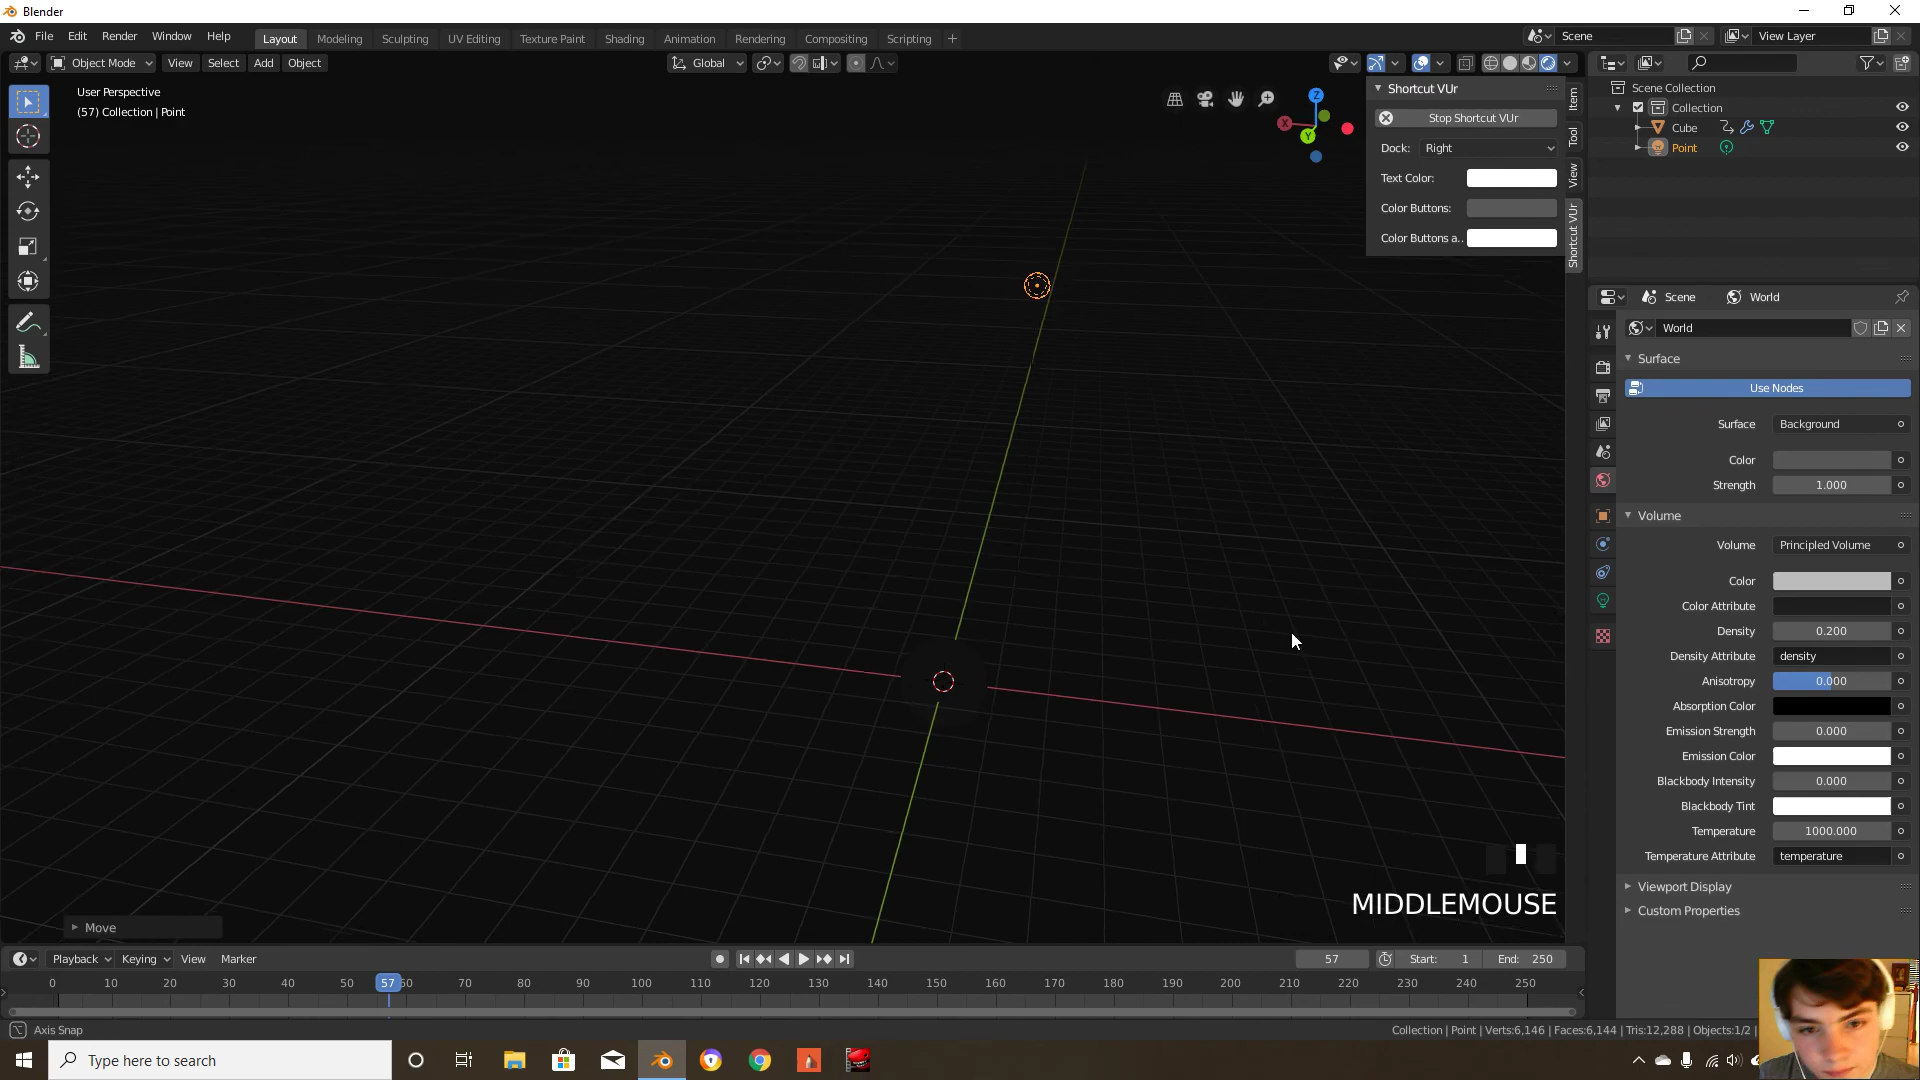 Blender
File Edit Render Window Help
Layout Modeling Sculpting UV Editing Texture Paint Shading Animation Rendering Compositing Scripting +
Scene
View Layer
Object Mode View Select Add Object
Global
User Perspective
(57) Collection | Point
X
Y
Z
Shortcut VUr
Stop Shortcut VUr
Dock: Right
Text Color:
Color Buttons:
Color Buttons a..
Item
Tool
View
Shortcut VUr
Scene Collection
Collection
Cube
Point
Scene World
World
Surface
Use Nodes
Surface Background
Color
Strength 1.000
Volume
Volume Principled Volume
Color
Color Attribute
Density 0.200
Density Attribute density
Anisotropy 0.000
Absorption Color
Emission Strength 0.000
Emission Color
Blackbody Intensity 0.000
Blackbody Tint
Temperature 1000.000
Temperature Attribute temperature
Viewport Display
Custom Properties
MIDDLEMOUSE
Move
Playback Keying View Marker
57 Start: 1 End: 250
0 10 20 30 40 50 57 60 70 80 90 100 110 120 130 140 150 160 170 180 190 200 210 220 230 240 250
Axis Snap
Collection | Point | Verts:6,146 | Faces:6,144 | Tris:12,288 | Objects:1/2 |
Type here to search